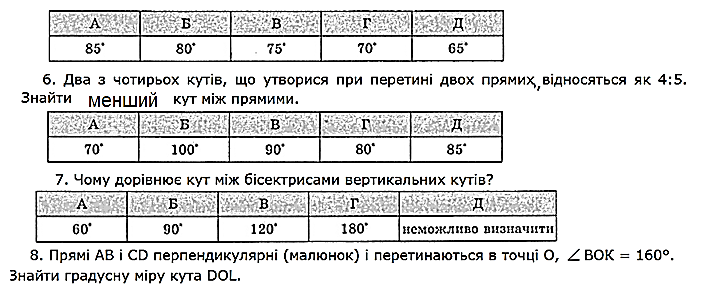 А Б В Г Д
85° 80° 75° 70° 65°
6. Два з чотирьох кутів, що утворися при перетині двох прямих, відносяться як 4:5.
Знайти менший кут між прямими.
А Б В Г Д
70° 100° 90° 80° 85°
7. Чому дорівнює кут між бісектрисами вертикальних кутів?
А Б В Г Д
60° 90° 120° 180° неможливо визначити
8. Прямі АВ і CD перпендикулярні (малюнок) і перетинаються в точці О, ∠ВОК = 160°.
Знайти градусну міру кута DOL.